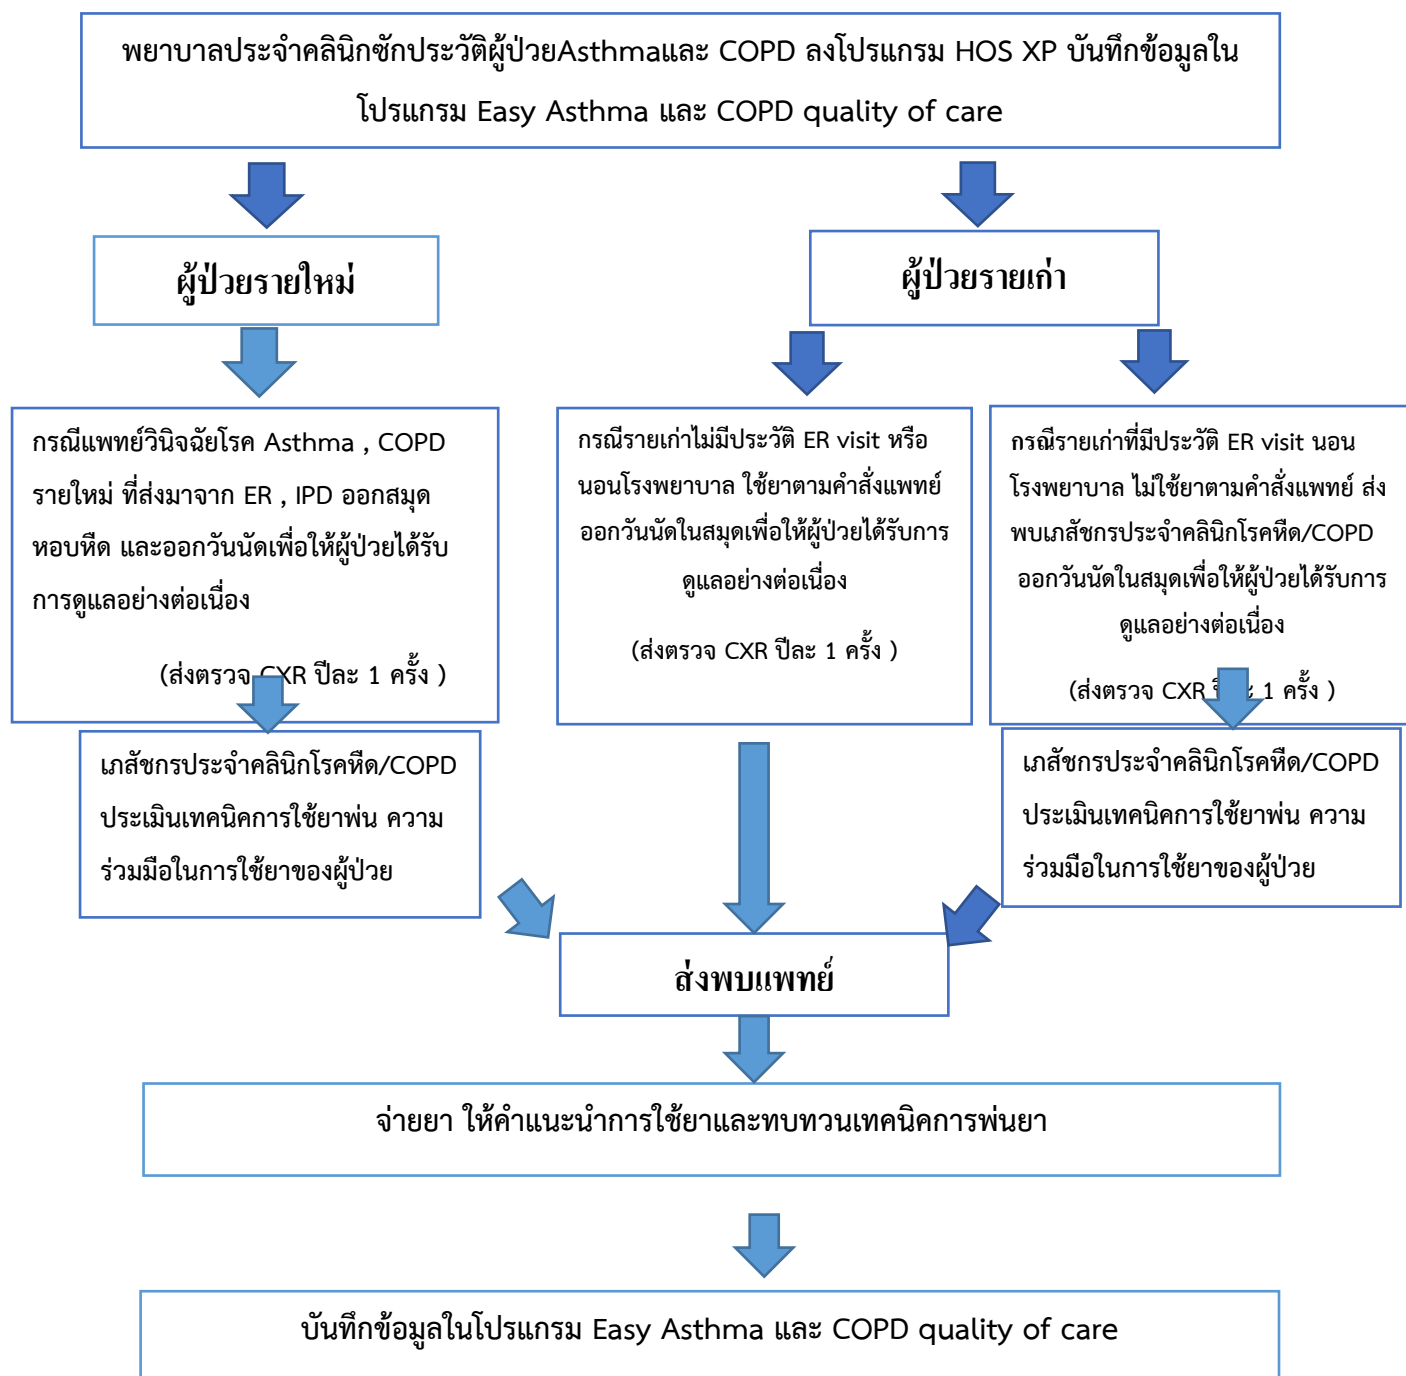 พยาบาลประจำคลินิกซักประวัติผู้ป่วยAsthmaและ COPD ลงโปรแกรม HOS XP บันทึกข้อมูลใน
โปรแกรม Easy Asthma และ COPD quality of care
ผู้ป่วยรายใหม่
ผู้ป่วยรายเก่า
กรณีแพทย์วินิจฉัยโรค Asthma , COPD
รายใหม่ ที่ส่งมาจาก ER , IPD ออกสมุด
หอบหืด และออกวันนัดเพื่อให้ผู้ป่วยได้รับ
การดูแลอย่างต่อเนื่อง
(ส่งตรวจ CXR ปีละ 1 ครั้ง )
กรณีรายเก่าไม่มีประวัติ ER visit หรือ
นอนโรงพยาบาล ใช้ยาตามคำสั่งแพทย์
ออกวันนัดในสมุดเพื่อให้ผู้ป่วยได้รับการ
ดูแลอย่างต่อเนื่อง
(ส่งตรวจ CXR ปีละ 1 ครั้ง )
กรณีรายเก่าที่มีประวัติ ER visit นอน
โรงพยาบาล ไม่ใช้ยาตามคำสั่งแพทย์ ส่ง
พบเภสัชกรประจำคลินิกโรคหืด/COPD
ออกวันนัดในสมุดเพื่อให้ผู้ป่วยได้รับการ
ดูแลอย่างต่อเนื่อง
(ส่งตรวจ CXR ปีละ 1 ครั้ง )
เภสัชกรประจำคลินิกโรคหืด/COPD
ประเมินเทคนิคการใช้ยาพ่น ความ
ร่วมมือในการใช้ยาของผู้ป่วย
เภสัชกรประจำคลินิกโรคหืด/COPD
ประเมินเทคนิคการใช้ยาพ่น ความ
ร่วมมือในการใช้ยาของผู้ป่วย
ส่งพบแพทย์
จ่ายยา ให้คำแนะนำการใช้ยาและทบทวนเทคนิคการพ่นยา
บันทึกข้อมูลในโปรแกรม Easy Asthma และ COPD quality of care